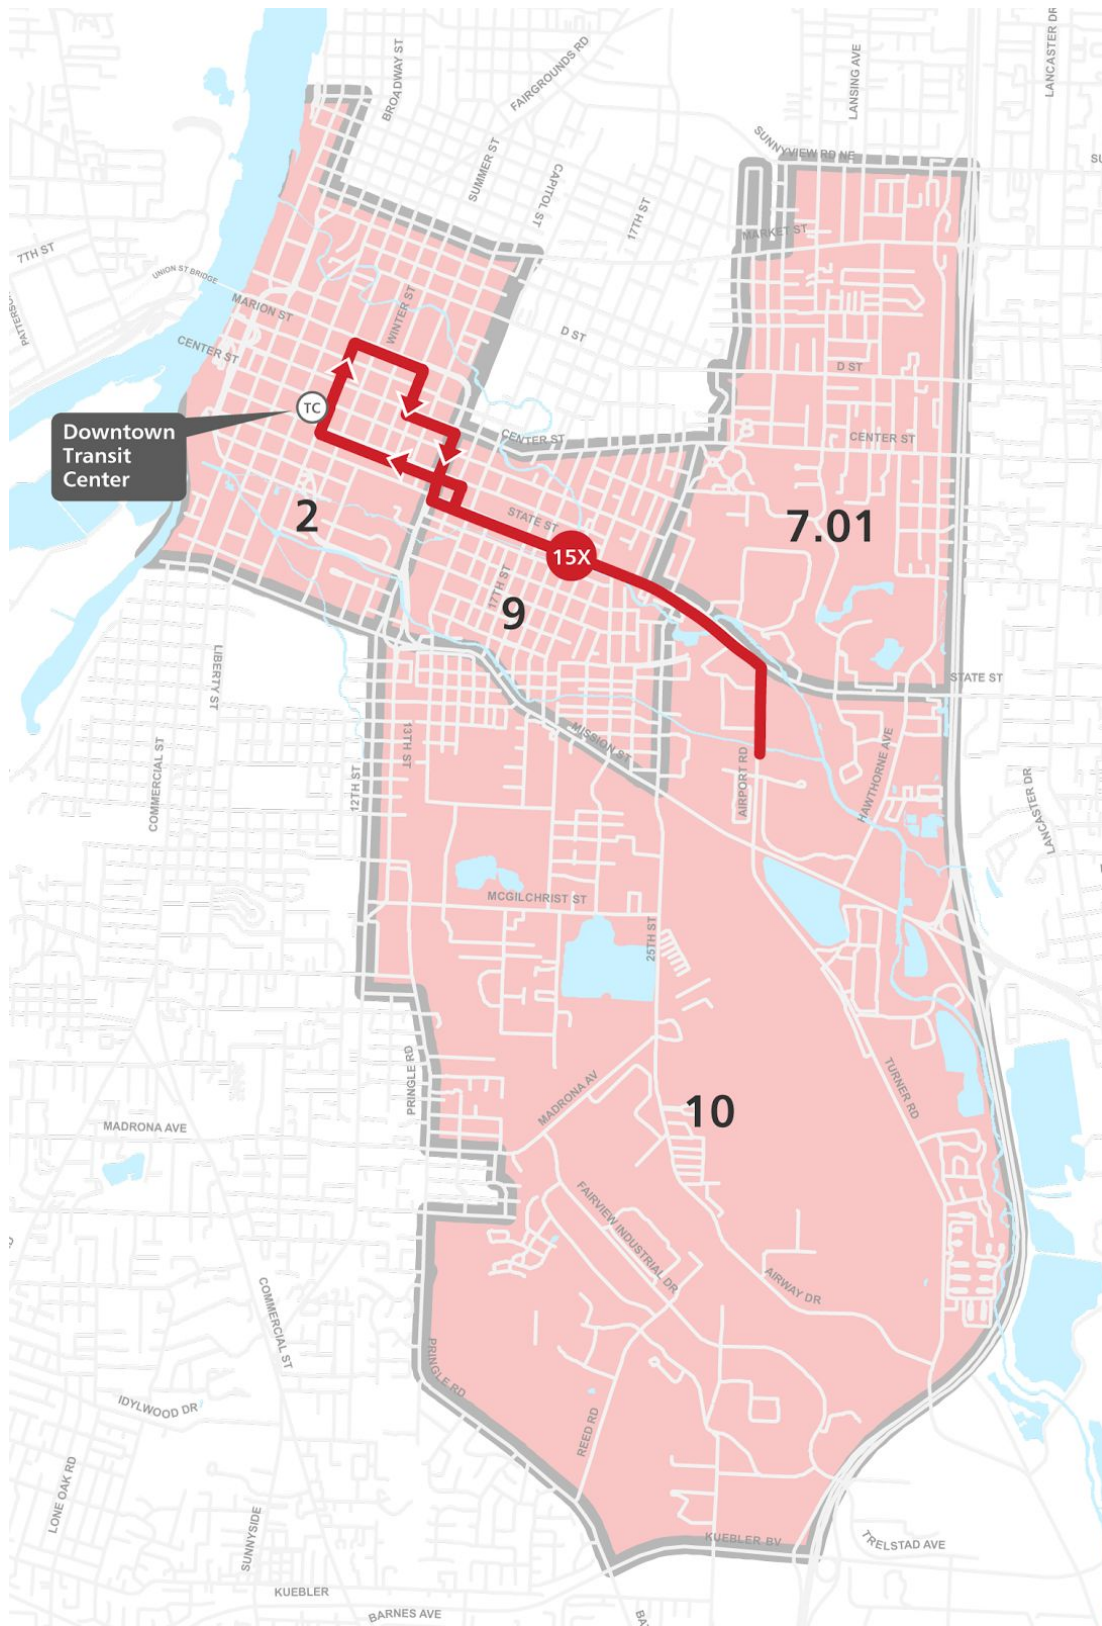 BROADWAY ST
FAIRGROUNDS RD
LANSING AVE
LANCASTER DR
SUMMER ST
CAPITOL ST
SUNNYVIEW RD NE
SU
17TH ST
MARKET ST
7TH ST
UNION ST BRIDGE
MARION ST
WINTER ST
PATTERSO
CENTER ST
D ST
D ST
TC
Downtown
Transit
Center
CENTER ST
CENTER ST
2
STATE ST
7.01
15X
17TH ST
9
LIBERTY ST
STATE ST
13TH ST
MISSION ST
COMMERCIAL ST
12TH ST
AIRPORT RD
HAWTHORNE AVE
LANCASTER DR
MCGILCHRIST ST
25TH ST
PRINGLE RD
MADRONA AV
TURNER RD
10
MADRONA AVE
FAIRVIEW INDUSTRIAL DR
AIRWAY DR
COMMERCIAL ST
PRINGLE RD
IDYLWOOD DR
REED RD
LONE OAK RD
SUNNYSIDE
KUEBLER BV
TRELSTAD AVE
KUEBLER
BARNES AVE